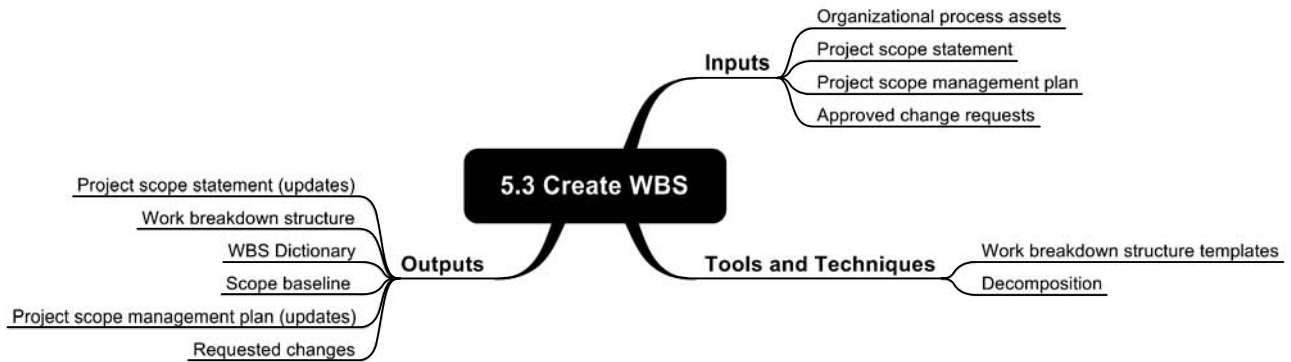 5.3 Create WBS
Inputs
Organizational process assets
Project scope statement
Project scope management plan
Approved change requests
Tools and Techniques
Work breakdown structure templates
Decomposition
Outputs
Project scope statement (updates)
Work breakdown structure
WBS Dictionary
Scope baseline
Project scope management plan (updates)
Requested changes